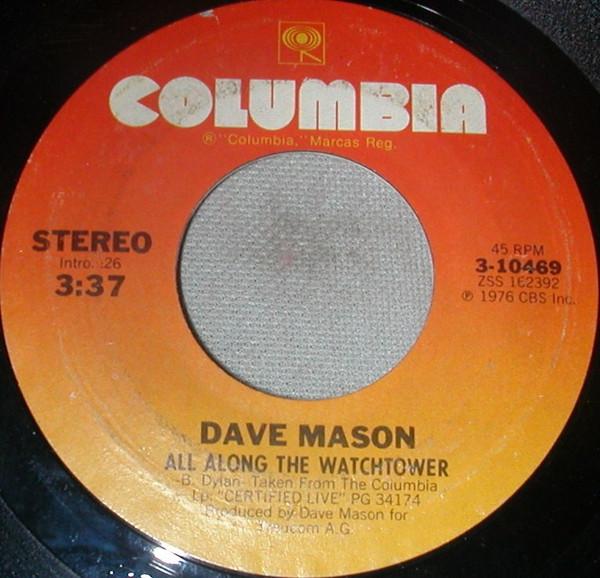 COLUMBIA
® "Columbia," Marcas Reg.
STEREO
Intro. :26
3:37
45 RPM
3-10469
ZSS 162392
℗ 1976 CBS Inc.
DAVE MASON
ALL ALONG THE WATCHTOWER
-B. Dylan- Taken From The Columbia
Lp: "CERTIFIED LIVE" PG 34174
Produced by Dave Mason for
A.G.